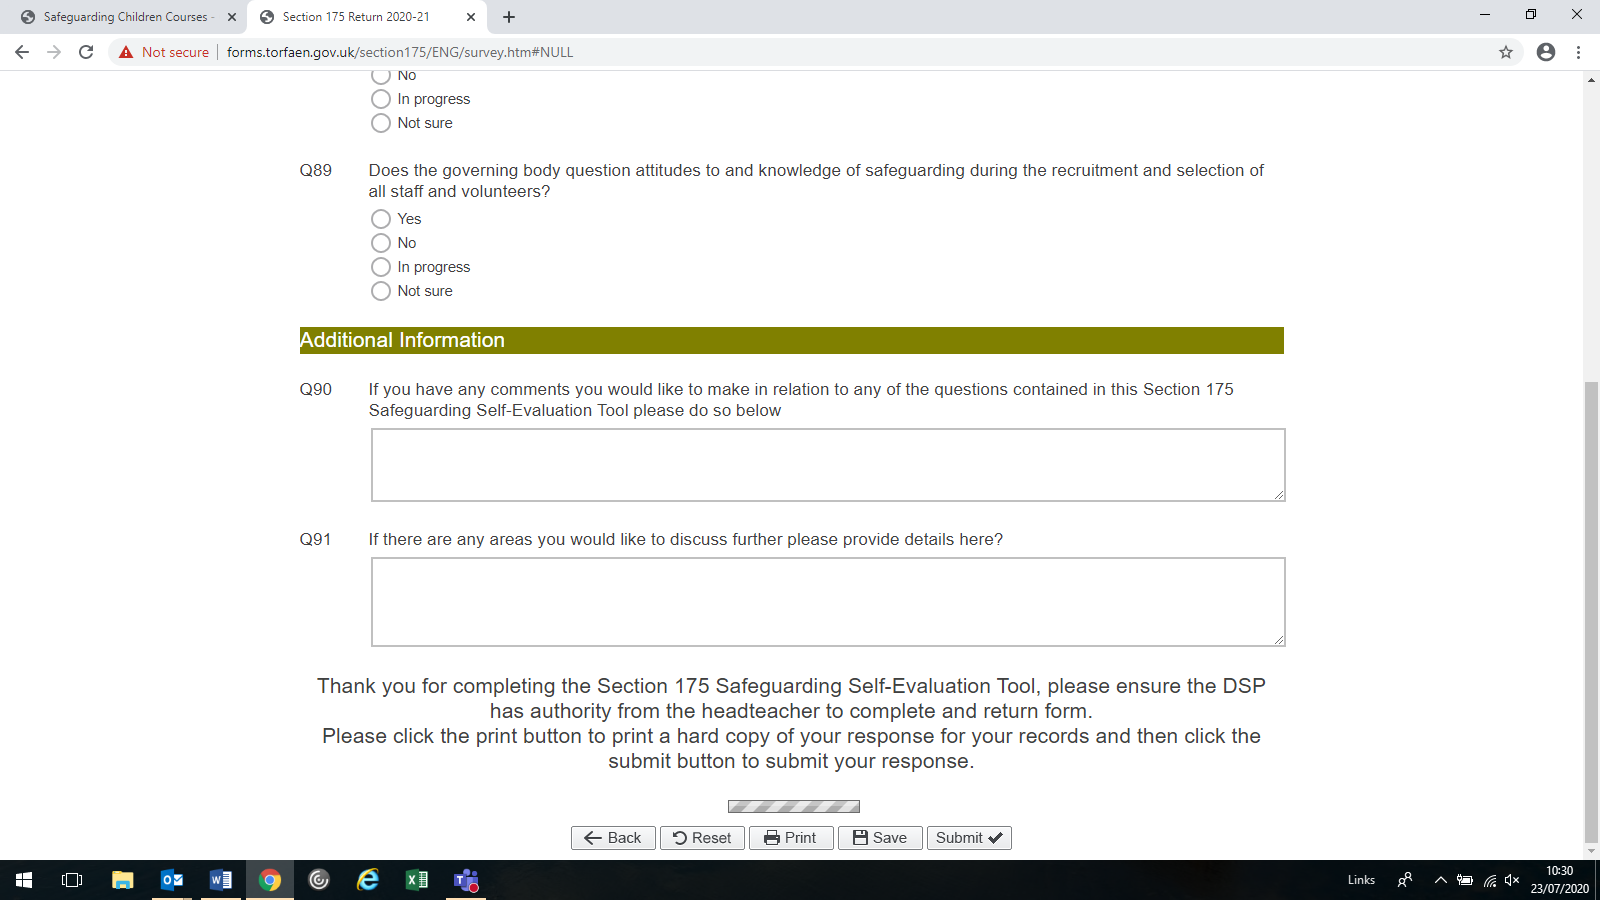 Safeguarding Children Courses -
Section 175 Return 2020-21
Not secure
forms.torfaen.gov.uk/section175/ENG/survey.htm#NULL
No
In progress
Not sure
Q89 Does the governing body question attitudes to and knowledge of safeguarding during the recruitment and selection of
all staff and volunteers?
Yes
No
In progress
Not sure
Additional Information
Q90 If you have any comments you would like to make in relation to any of the questions contained in this Section 175
Safeguarding Self-Evaluation Tool please do so below
Q91 If there are any areas you would like to discuss further please provide details here?
Thank you for completing the Section 175 Safeguarding Self-Evaluation Tool, please ensure the DSP
has authority from the headteacher to complete and return form.
Please click the print button to print a hard copy of your response for your records and then click the
submit button to submit your response.
Back Reset Print Save Submit
Links
10:30
23/07/2020